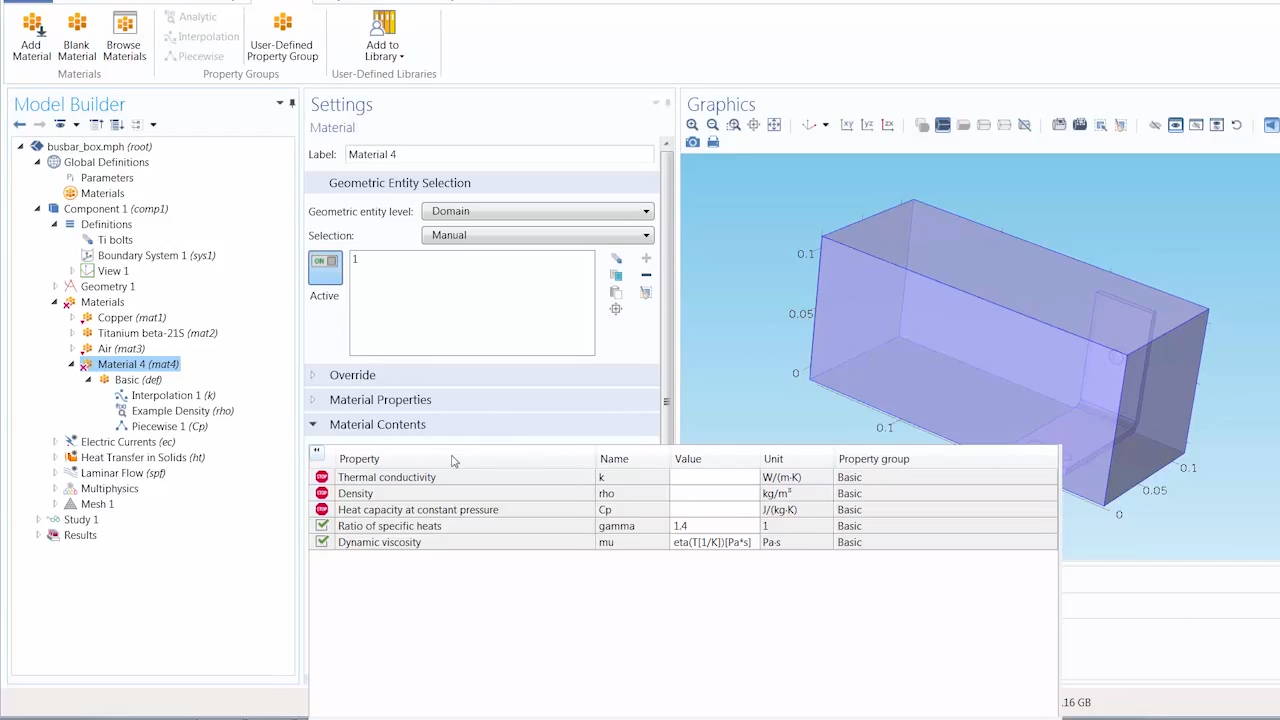 Add
Material
Blank
Material
Browse
Materials
Analytic
Interpolation
Piecewise
User-Defined
Property Group
Add to
Library
Materials
Property Groups
User-Defined Libraries
Model Builder
busbar_box.mph (root)
Global Definitions
Pi Parameters
Materials
Component 1 (comp1)
Definitions
Ti bolts
Boundary System 1 (sys1)
View 1
Geometry 1
Materials
Copper (mat1)
Titanium beta-21S (mat2)
Air (mat3)
Material 4 (mat4)
Basic (def)
Interpolation 1 (k)
Example Density (rho)
Piecewise 1 (Cp)
Electric Currents (ec)
Heat Transfer in Solids (ht)
Laminar Flow (spf)
Multiphysics
Mesh 1
Study 1
Results
Settings
Material
Label: Material 4
Geometric Entity Selection
Geometric entity level: Domain
Selection: Manual
ON
Active
1
Override
Material Properties
Material Contents
Property Name Value Unit Property group
STOP Thermal conductivity k W/(m·K) Basic
STOP Density rho kg/m³ Basic
STOP Heat capacity at constant pressure Cp J/(kg·K) Basic
Ratio of specific heats gamma 1.4 1 Basic
Dynamic viscosity mu eta(T[1/K])[Pa*s] Pa·s Basic
Graphics
xy yz zx
0.1
0.05
0
0.1
0.1
0.05
0
.16 GB